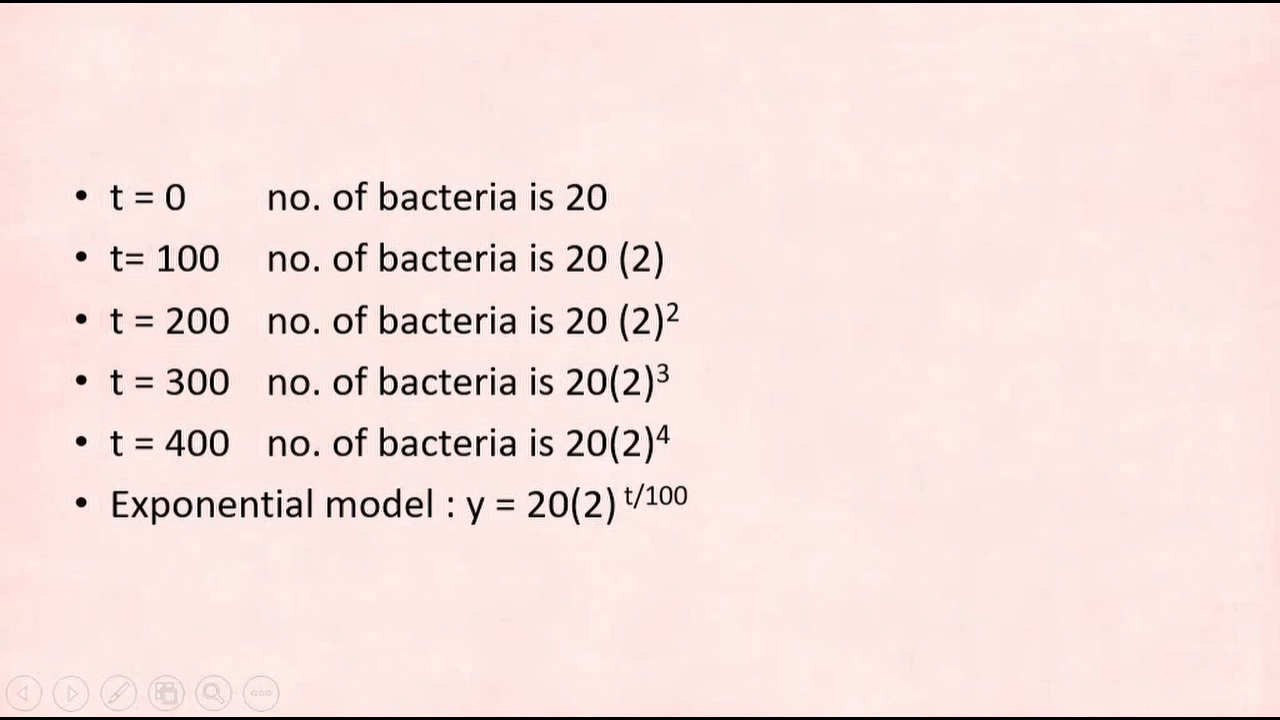 • t = 0 no. of bacteria is 20
• t= 100 no. of bacteria is 20 (2)
• t = 200 no. of bacteria is 20 (2)²
• t = 300 no. of bacteria is 20(2)³
• t = 400 no. of bacteria is 20(2)⁴
• Exponential model : y = 20(2) ᵗ/¹⁰⁰